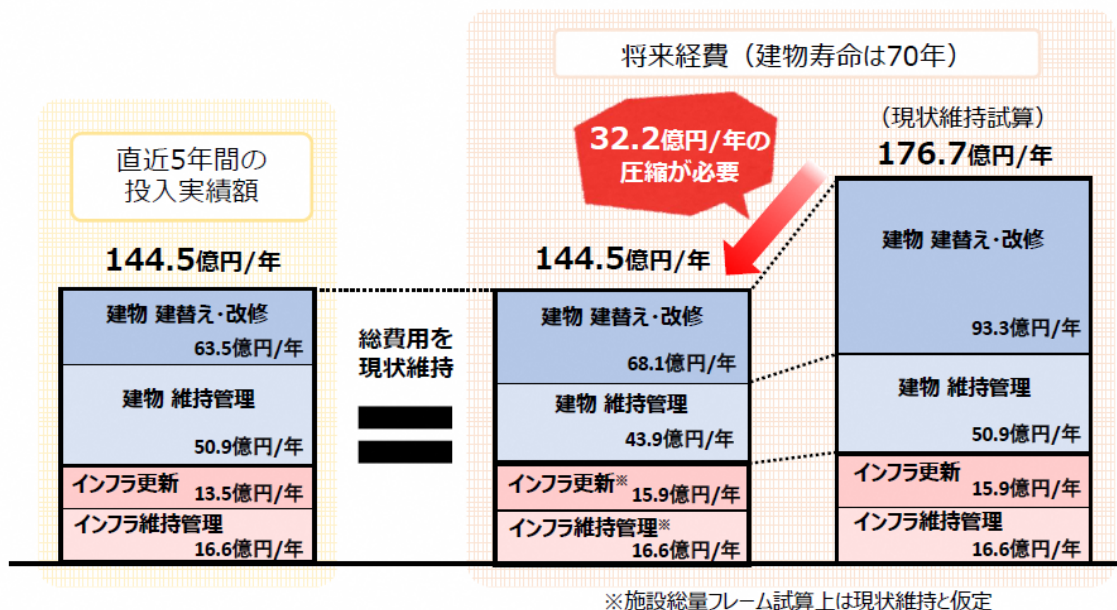 将来経費（建物寿命は70年）
直近5年間の
投入実績額
144.5億円/年
建物 建替え･改修
63.5億円/年
建物 維持管理
50.9億円/年
インフラ更新 13.5億円/年
インフラ維持管理
16.6億円/年
総費用を
現状維持
32.2億円/年の
圧縮が必要
144.5億円/年
建物 建替え･改修
68.1億円/年
建物 維持管理
43.9億円/年
インフラ更新※ 15.9億円/年
インフラ維持管理※
16.6億円/年
（現状維持試算）
176.7億円/年
建物 建替え･改修
93.3億円/年
建物 維持管理
50.9億円/年
インフラ更新
15.9億円/年
インフラ維持管理
16.6億円/年
※施設総量フレーム試算上は現状維持と仮定